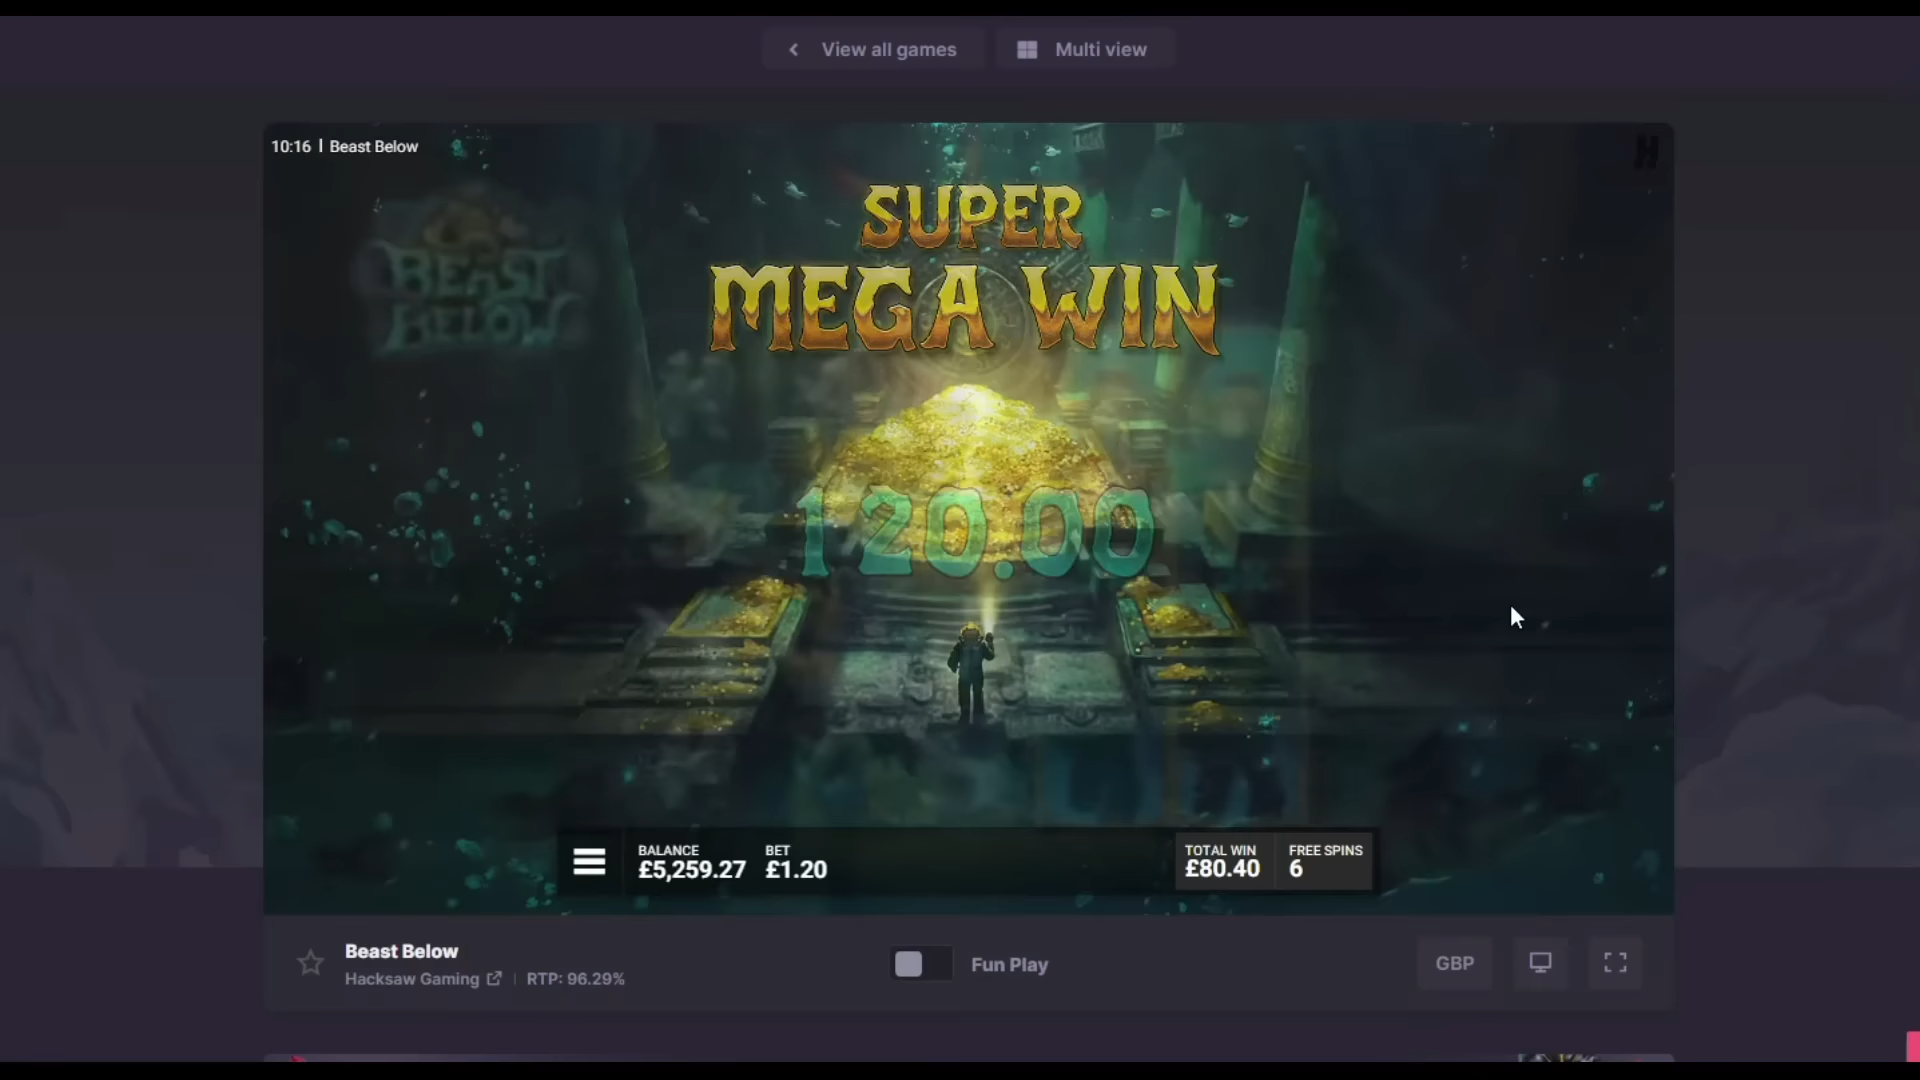 View all games
Multi view
10:16 | Beast Below
BEAST
BELOW
SUPER
MEGA WIN
120.00
BALANCE
£5,259.27
BET
£1.20
TOTAL WIN
£80.40
FREE SPINS
6
Beast Below
Hacksaw Gaming | RTP: 96.29%
Fun Play
GBP